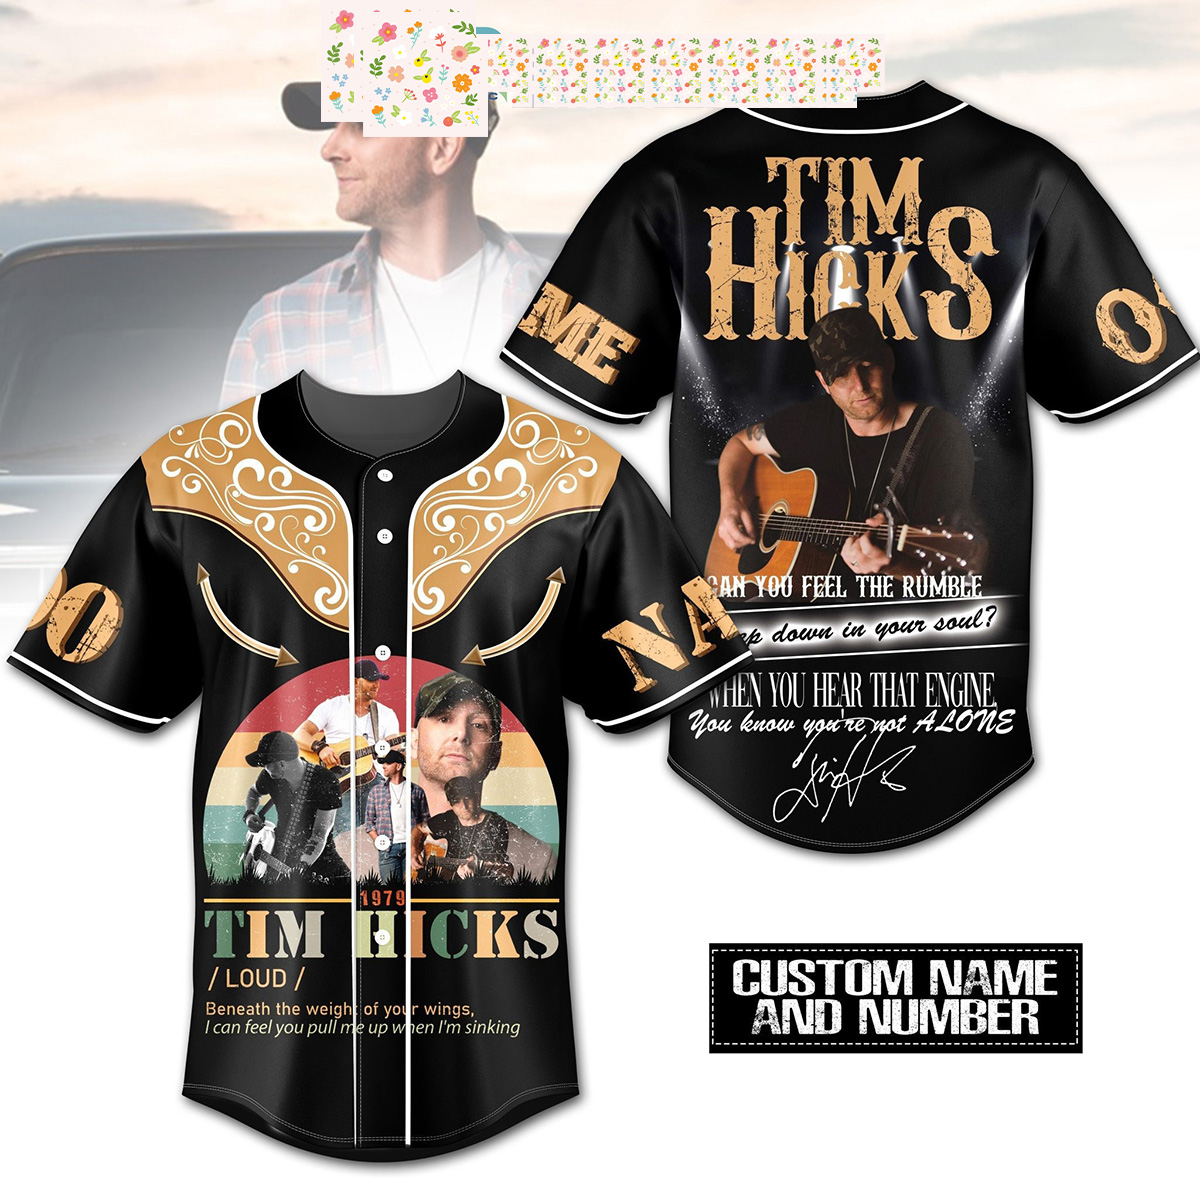 TIM
HICKS
ME
00
CAN YOU FEEL THE RUMBLE
down in your soul?
WHEN YOU HEAR THAT ENGINE,
You know you're not ALONE
00
NA
1979
TIM HICKS
/ LOUD /
Beneath the weight of your wings,
I can feel you pull me up when I'm sinking
CUSTOM NAME
AND NUMBER